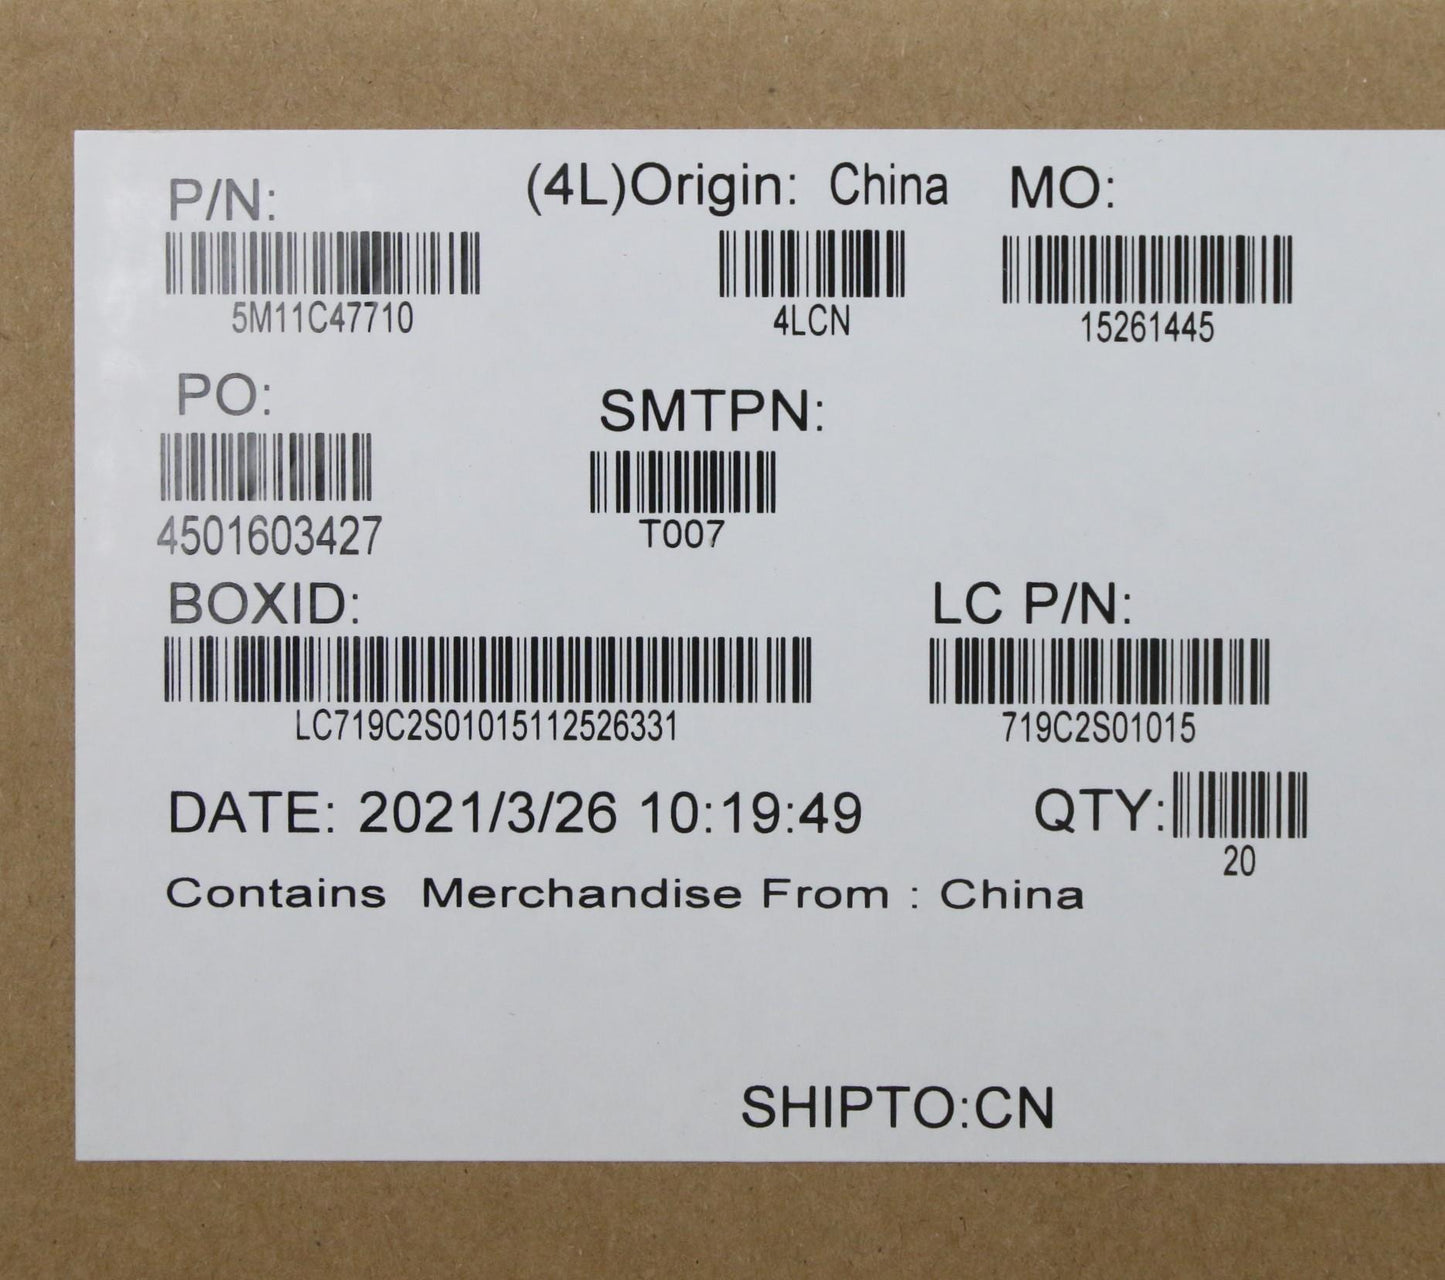 P/N: (4L)Origin: China MO:
5M11C47710 4LCN 15261445
PO: SMTPN:
4501603427 T007
BOXID: LC P/N:
LC719C2S01015112526331 719C2S01015
DATE: 2021/3/26 10:19:49 QTY:
20
Contains Merchandise From : China
SHIPTO:CN